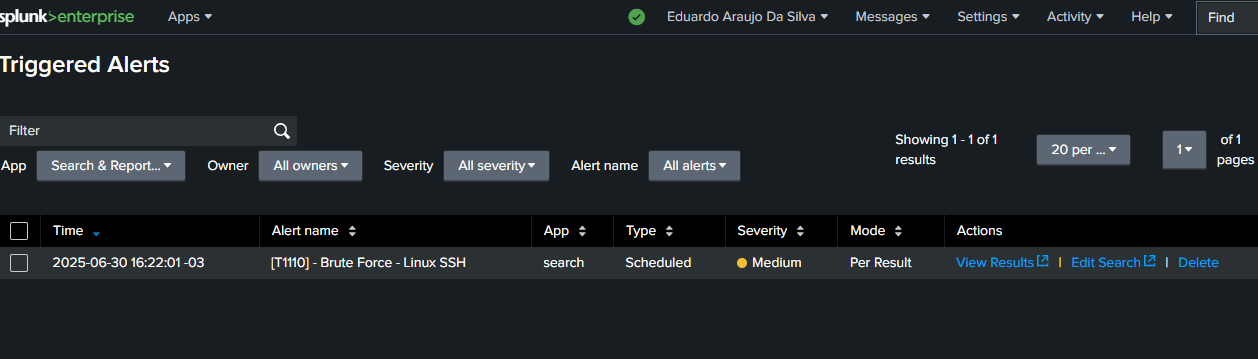 splunk>enterprise Apps Eduardo Araujo Da Silva Messages Settings Activity Help Find
Triggered Alerts
Filter
Showing 1 - 1 of 1 results
20 per ... 1 of 1 pages
App Search & Report... Owner All owners Severity All severity Alert name All alerts
Time Alert name App Type Severity Mode Actions
2025-06-30 16:22:01 -03 [T1110] - Brute Force - Linux SSH search Scheduled Medium Per Result View Results | Edit Search | Delete